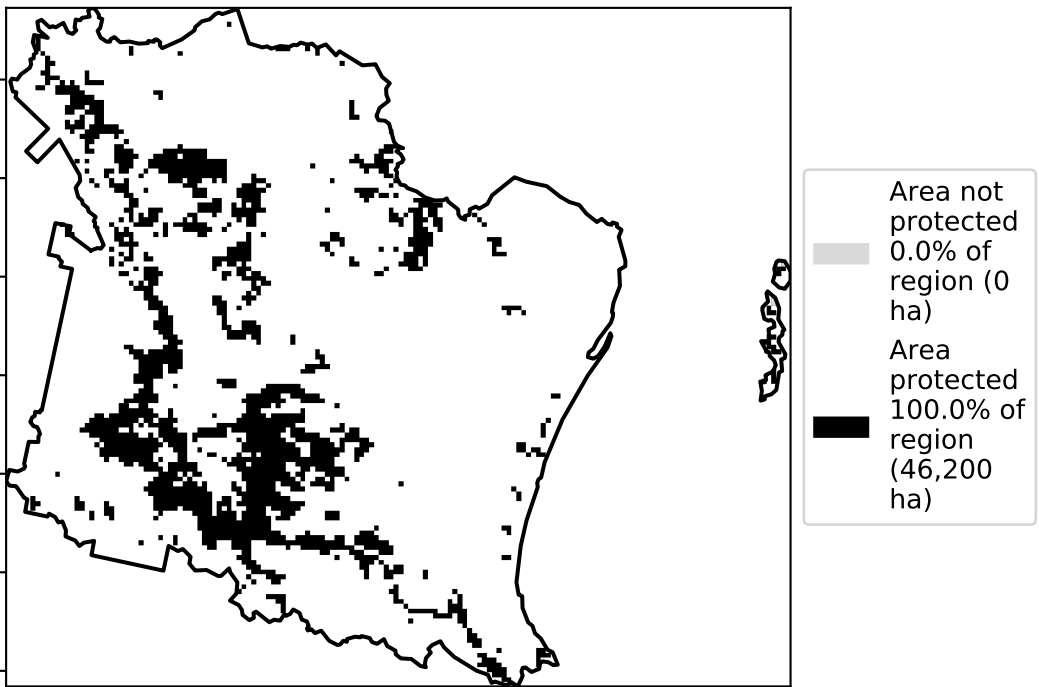 Area not
protected
0.0% of
region (0
ha)
Area
protected
100.0% of
region
(46,200
ha)